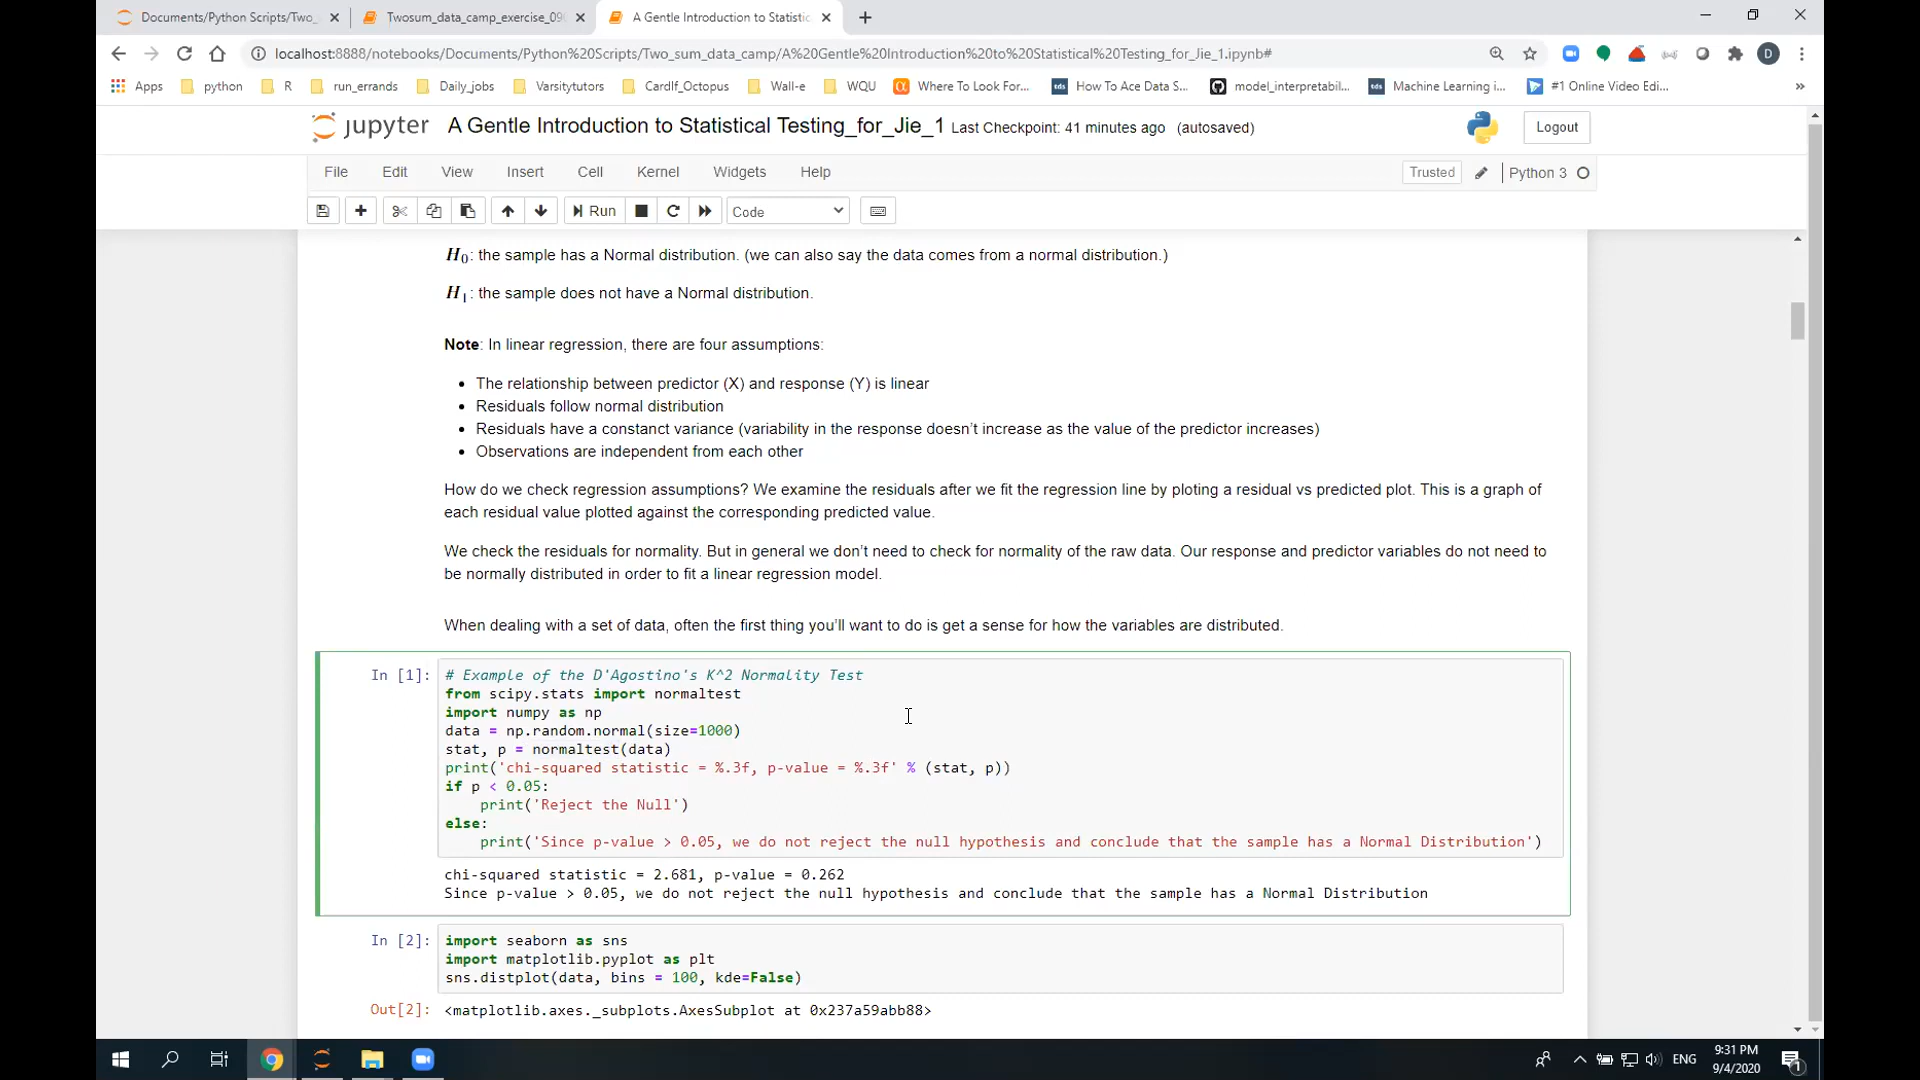 Documents/Python Scripts/Two_
Twosum_data_camp_exercise_090
A Gentle Introduction to Statistic
localhost:8888/notebooks/Documents/Python%20Scripts/Two_sum_data_camp/A%20Gentle%20Introduction%20to%20Statistical%20Testing_for_Jie_1.ipynb#
D
Apps python R run_errands Daily_jobs Varsitytutors CardIf_Octopus Wall-e WQU Where To Look For... How To Ace Data S... model_interpretabil... Machine Learning i... #1 Online Video Edi... »
jupyter A Gentle Introduction to Statistical Testing_for_Jie_1 Last Checkpoint: 41 minutes ago (autosaved) Logout
File Edit View Insert Cell Kernel Widgets Help Trusted Python 3
Run Code
H0: the sample has a Normal distribution. (we can also say the data comes from a normal distribution.)
H1: the sample does not have a Normal distribution.
Note: In linear regression, there are four assumptions:
• The relationship between predictor (X) and response (Y) is linear
• Residuals follow normal distribution
• Residuals have a constanct variance (variability in the response doesn't increase as the value of the predictor increases)
• Observations are independent from each other
How do we check regression assumptions? We examine the residuals after we fit the regression line by ploting a residual vs predicted plot. This is a graph of
each residual value plotted against the corresponding predicted value.
We check the residuals for normality. But in general we don't need to check for normality of the raw data. Our response and predictor variables do not need to
be normally distributed in order to fit a linear regression model.
When dealing with a set of data, often the first thing you'll want to do is get a sense for how the variables are distributed.
In [1]: # Example of the D'Agostino's K^2 Normality Test
from scipy.stats import normaltest
import numpy as np
data = np.random.normal(size=1000)
stat, p = normaltest(data)
print('chi-squared statistic = %.3f, p-value = %.3f' % (stat, p))
if p < 0.05:
    print('Reject the Null')
else:
    print('Since p-value > 0.05, we do not reject the null hypothesis and conclude that the sample has a Normal Distribution')
chi-squared statistic = 2.681, p-value = 0.262
Since p-value > 0.05, we do not reject the null hypothesis and conclude that the sample has a Normal Distribution
In [2]: import seaborn as sns
import matplotlib.pyplot as plt
sns.distplot(data, bins = 100, kde=False)
Out[2]: <matplotlib.axes._subplots.AxesSubplot at 0x237a59abb88>
ENG
9:31 PM
9/4/2020
1